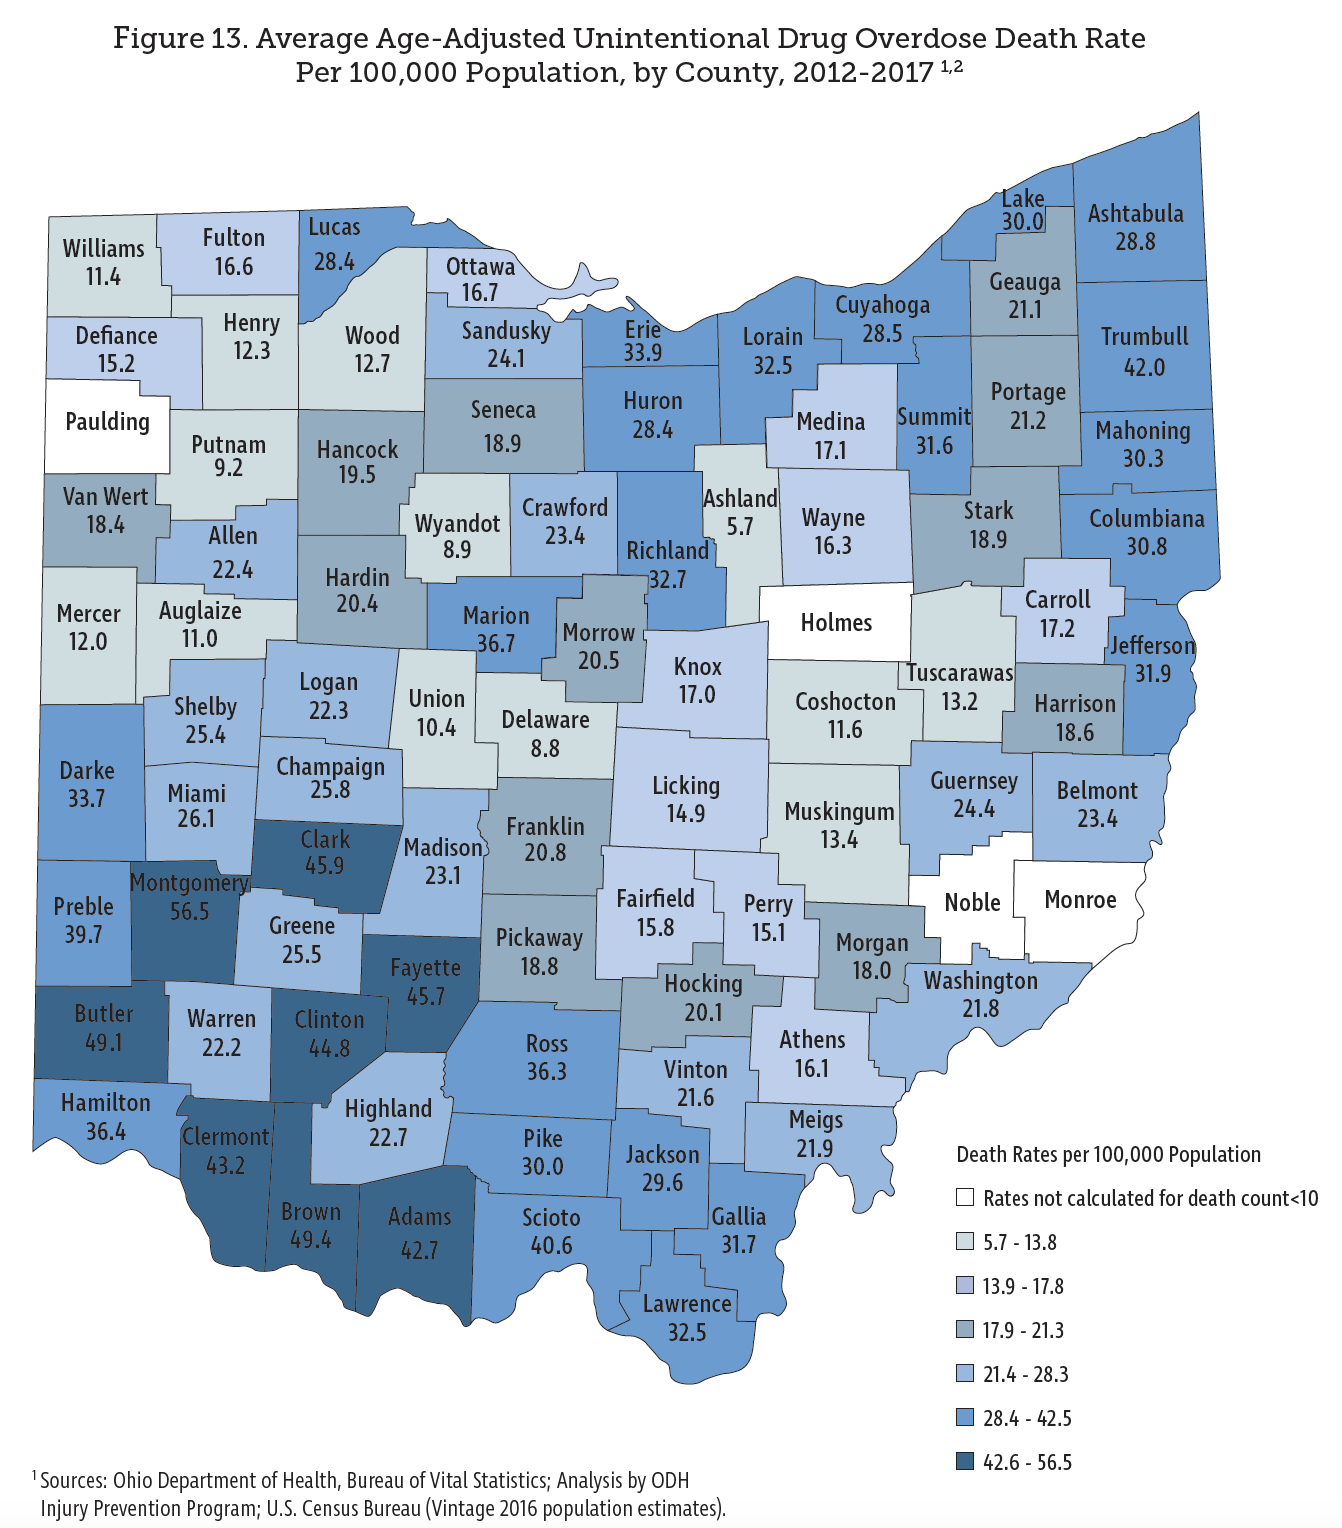 Figure 13. Average Age-Adjusted Unintentional Drug Overdose Death Rate
Per 100,000 Population, by County, 2012-2017 1,2
Lake
30.0
Ashtabula
28.8
Williams
11.4
Fulton
16.6
Lucas
28.4
Ottawa
16.7
Geauga
21.1
Cuyahoga
28.5
Defiance
15.2
Henry
12.3
Wood
12.7
Sandusky
24.1
Erie
33.9
Lorain
32.5
Trumbull
42.0
Paulding
Putnam
9.2
Hancock
19.5
Seneca
18.9
Huron
28.4
Medina
17.1
Summit
31.6
Portage
21.2
Mahoning
30.3
Van Wert
18.4
Allen
22.4
Wyandot
8.9
Crawford
23.4
Richland
32.7
Ashland
5.7
Wayne
16.3
Stark
18.9
Columbiana
30.8
Mercer
12.0
Auglaize
11.0
Hardin
20.4
Marion
36.7
Morrow
20.5
Knox
17.0
Holmes
Carroll
17.2
Jefferson
31.9
Tuscarawas
13.2
Coshocton
11.6
Harrison
18.6
Shelby
25.4
Logan
22.3
Union
10.4
Delaware
8.8
Darke
33.7
Miami
26.1
Champaign
25.8
Licking
14.9
Muskingum
13.4
Guernsey
24.4
Belmont
23.4
Clark
45.9
Madison
23.1
Franklin
20.8
Preble
39.7
Montgomery
56.5
Greene
25.5
Fayette
45.7
Pickaway
18.8
Fairfield
15.8
Perry
15.1
Morgan
18.0
Noble
Monroe
Washington
21.8
Hocking
20.1
Butler
49.1
Warren
22.2
Clinton
44.8
Ross
36.3
Vinton
21.6
Athens
16.1
Hamilton
36.4
Clermont
43.2
Highland
22.7
Pike
30.0
Jackson
29.6
Meigs
21.9
Brown
49.4
Adams
42.7
Scioto
40.6
Gallia
31.7
Lawrence
32.5
Death Rates per 100,000 Population
Rates not calculated for death count<10
5.7 - 13.8
13.9 - 17.8
17.9 - 21.3
21.4 - 28.3
28.4 - 42.5
42.6 - 56.5
1 Sources: Ohio Department of Health, Bureau of Vital Statistics; Analysis by ODH
Injury Prevention Program; U.S. Census Bureau (Vintage 2016 population estimates).